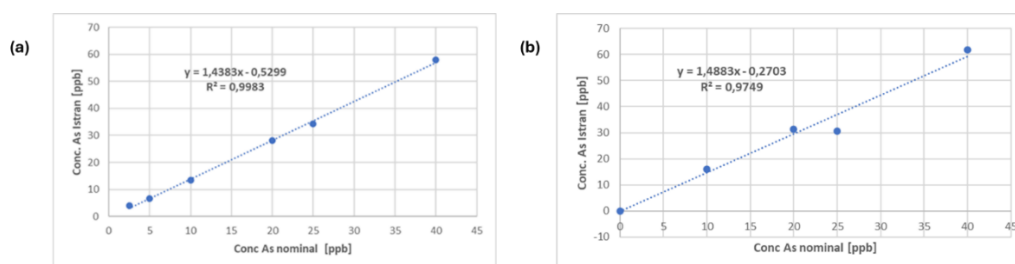 (a)
70
60
50
40
30
20
10
0
Conc. As Istran [ppb]
y = 1,4383x - 0,5299
R² = 0,9983
0 5 10 15 20 25 30 35 40 45
Conc As nominal [ppb]
(b)
70
60
50
40
30
20
10
0
-10
Conc. As Istran [ppb]
y = 1,4883x - 0,2703
R² = 0,9749
0 5 10 15 20 25 30 35 40 45
Conc As nominal [ppb]